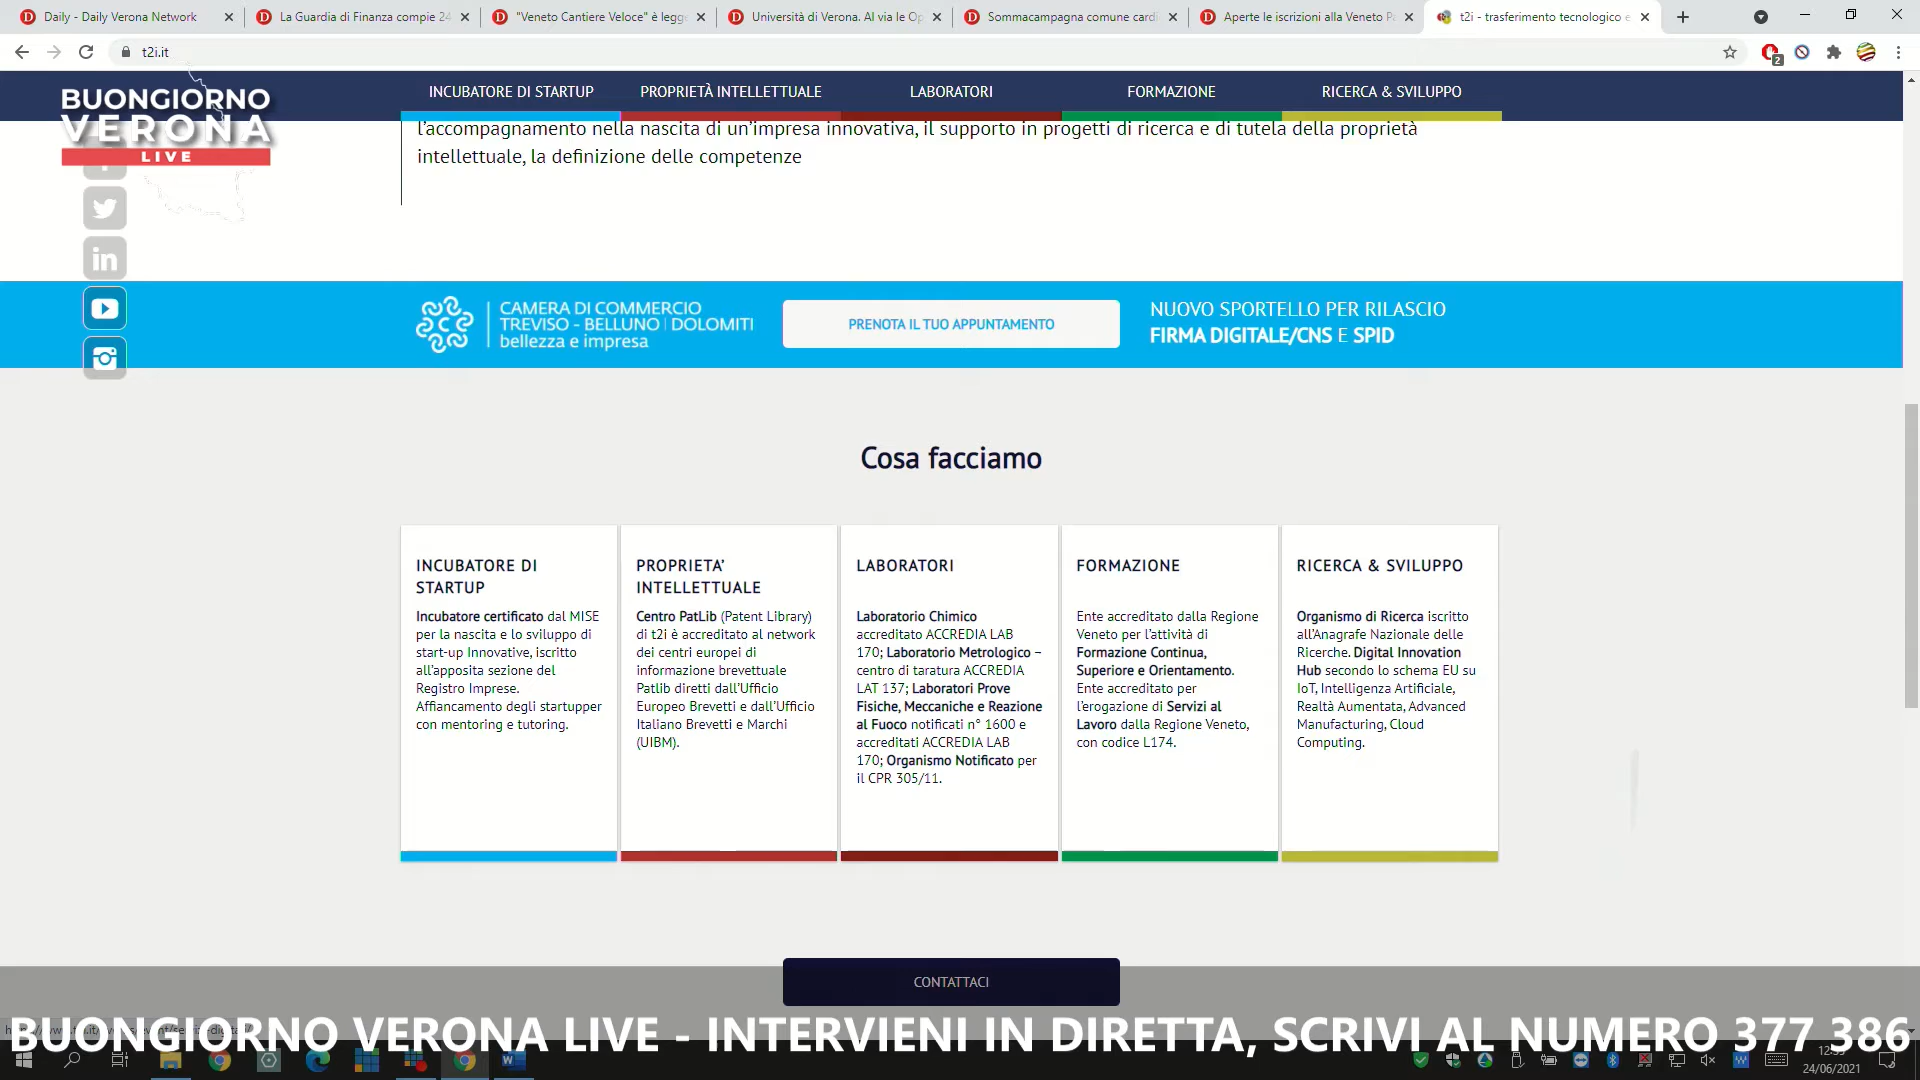 Daily - Daily Verona Network
La Guardia di Finanza compie 24
"Veneto Cantiere Veloce" è legg
Università di Verona. Al via le Op
Sommacampagna comune cardi
Aperte le iscrizioni alla Veneto P
t2i - trasferimento tecnologico e
t2i.it
2
BUONGIORNO
VERONA
LIVE
INCUBATORE DI STARTUP
PROPRIETÀ INTELLETTUALE
LABORATORI
FORMAZIONE
RICERCA & SVILUPPO
l'accompagnamento nella nascita di un'impresa innovativa, il supporto in progetti di ricerca e di tutela della proprietà
intellettuale, la definizione delle competenze
CAMERA DI COMMERCIO
TREVISO - BELLUNO | DOLOMITI
bellezza e impresa
PRENOTA IL TUO APPUNTAMENTO
NUOVO SPORTELLO PER RILASCIO
FIRMA DIGITALE/CNS E SPID
Cosa facciamo
INCUBATORE DI
STARTUP
Incubatore certificato dal MISE
per la nascita e lo sviluppo di
start-up Innovative, iscritto
all'apposita sezione del
Registro Imprese.
Affiancamento degli startupper
con mentoring e tutoring.
PROPRIETA'
INTELLETTUALE
Centro PatLib (Patent Library)
di t2i è accreditato al network
dei centri europei di
informazione brevettuale
Patlib diretti dall'Ufficio
Europeo Brevetti e dall'Ufficio
Italiano Brevetti e Marchi
(UIBM).
LABORATORI
Laboratorio Chimico
accreditato ACCREDIA LAB
170; Laboratorio Metrologico –
centro di taratura ACCREDIA
LAT 137; Laboratori Prove
Fisiche, Meccaniche e Reazione
al Fuoco notificati n° 1600 e
accreditati ACCREDIA LAB
170; Organismo Notificato per
il CPR 305/11.
FORMAZIONE
Ente accreditato dalla Regione
Veneto per l'attività di
Formazione Continua,
Superiore e Orientamento.
Ente accreditato per
l'erogazione di Servizi al
Lavoro dalla Regione Veneto,
con codice L174.
RICERCA & SVILUPPO
Organismo di Ricerca iscritto
all'Anagrafe Nazionale delle
Ricerche. Digital Innovation
Hub secondo lo schema EU su
IoT, Intelligenza Artificiale,
Realtà Aumentata, Advanced
Manufacturing, Cloud
Computing.
CONTATTACI
BUONGIORNO VERONA LIVE - INTERVIENI IN DIRETTA, SCRIVI AL NUMERO 377 386
24/06/2021